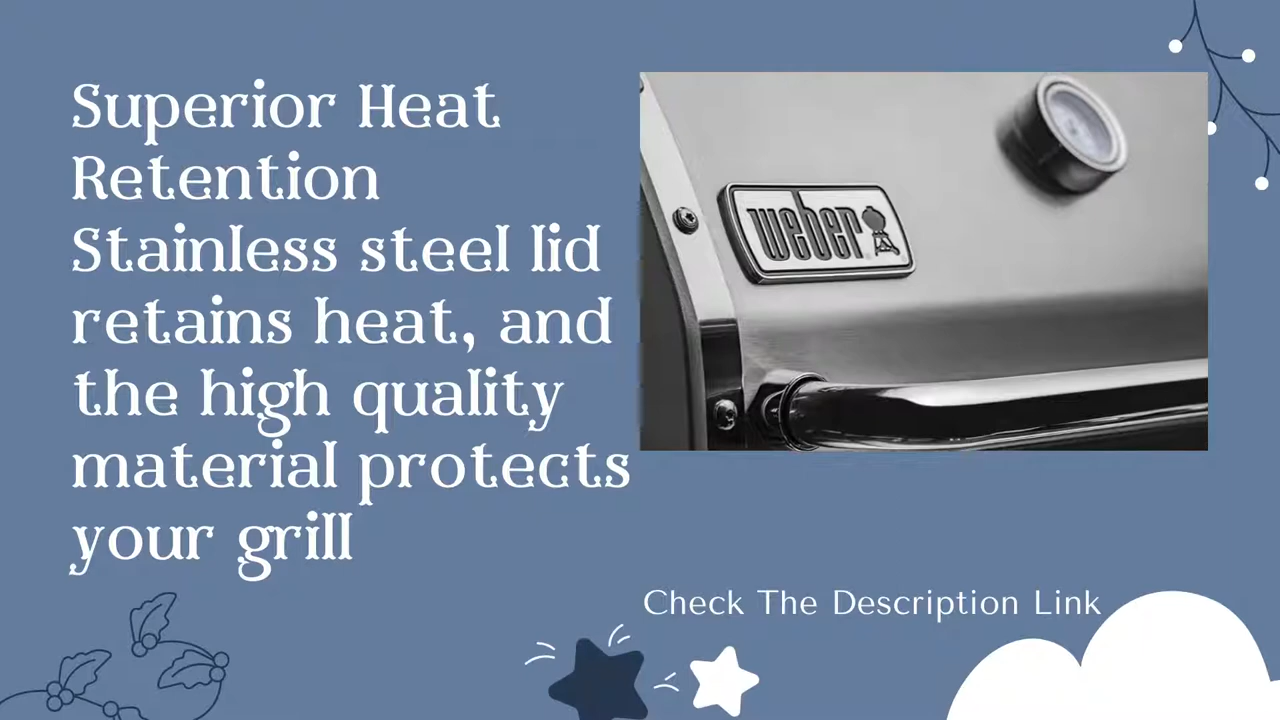 Superior Heat
Retention
Stainless steel lid
retains heat, and
the high quality
material protects
your grill
weber
Check The Description Link